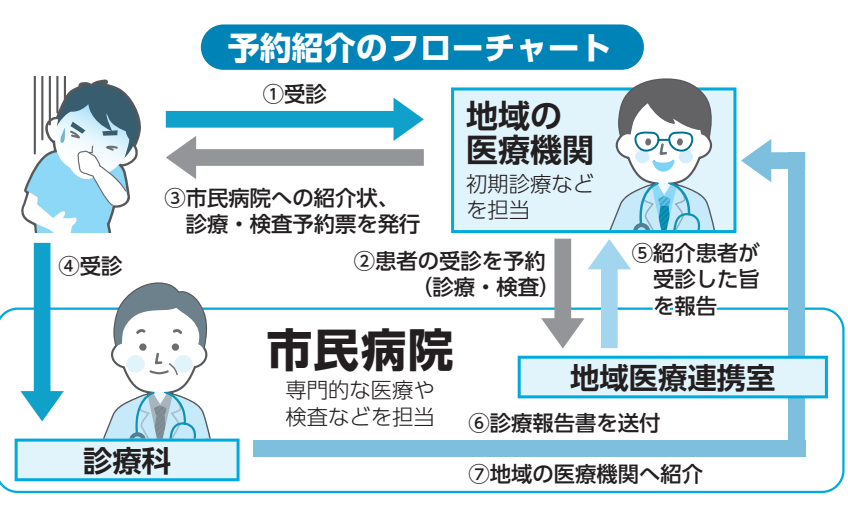 予約紹介のフローチャート
①受診
地域の
医療機関
初期診療など
を担当
③市民病院への紹介状、
診療・検査予約票を発行
②患者の受診を予約
(診療・検査)
④受診
⑤紹介患者が
受診した旨
を報告
市民病院
専門的な医療や
検査などを担当
地域医療連携室
診療科
⑥診療報告書を送付
⑦地域の医療機関へ紹介